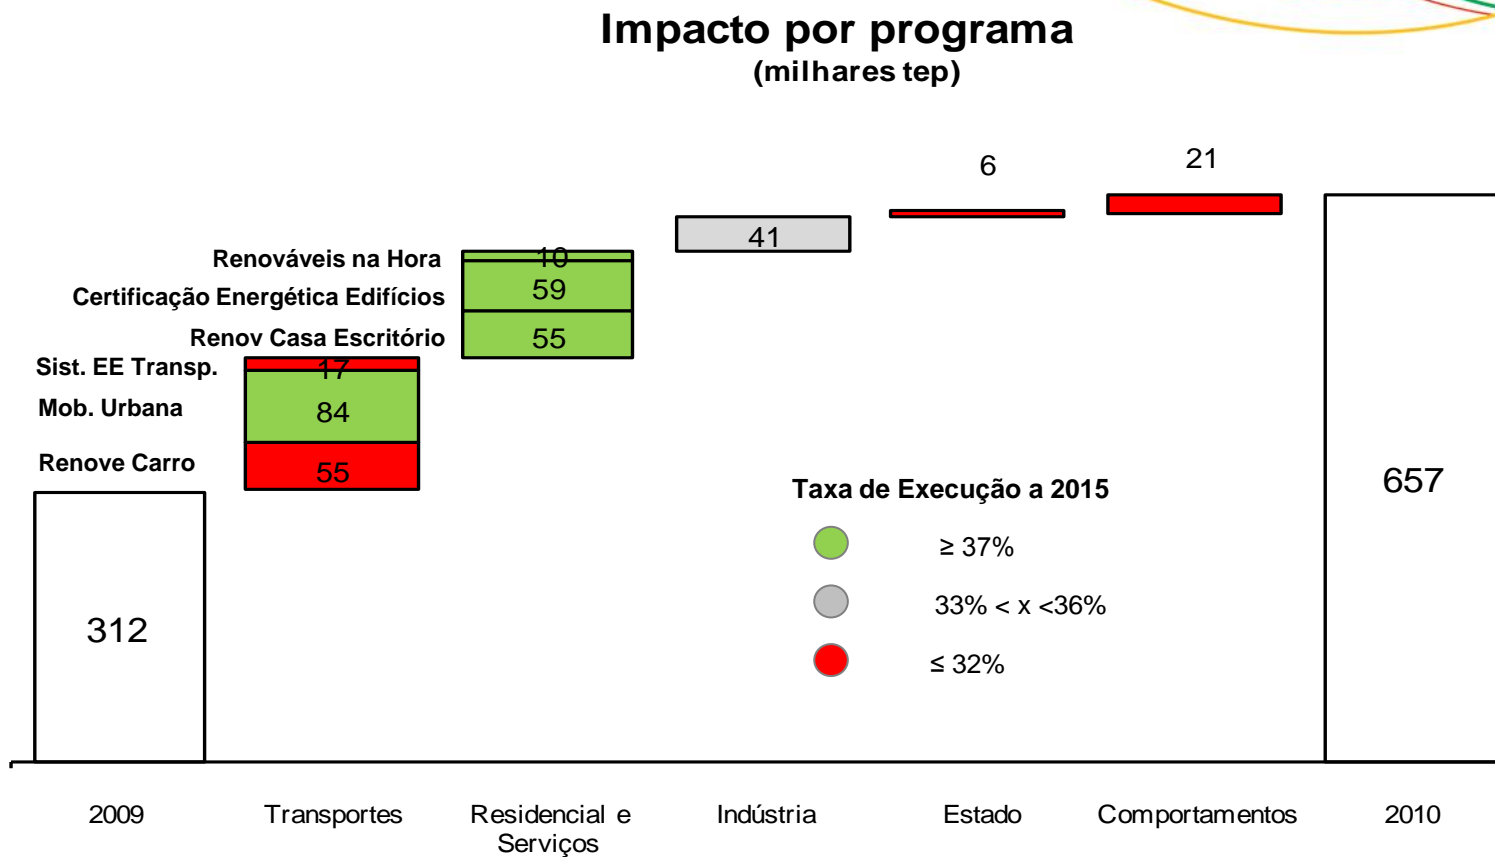 Impacto por programa
(milhares tep)
6
21
41
Renováveis na Hora
10
Certificação Energética Edifícios
59
Renov Casa Escritório
55
Sist. EE Transp.
17
Mob. Urbana
84
Renove Carro
55
312
657
Taxa de Execução a 2015
≥ 37%
33% < x <36%
≤ 32%
2009
Transportes
Residencial e
Serviços
Indústria
Estado
Comportamentos
2010